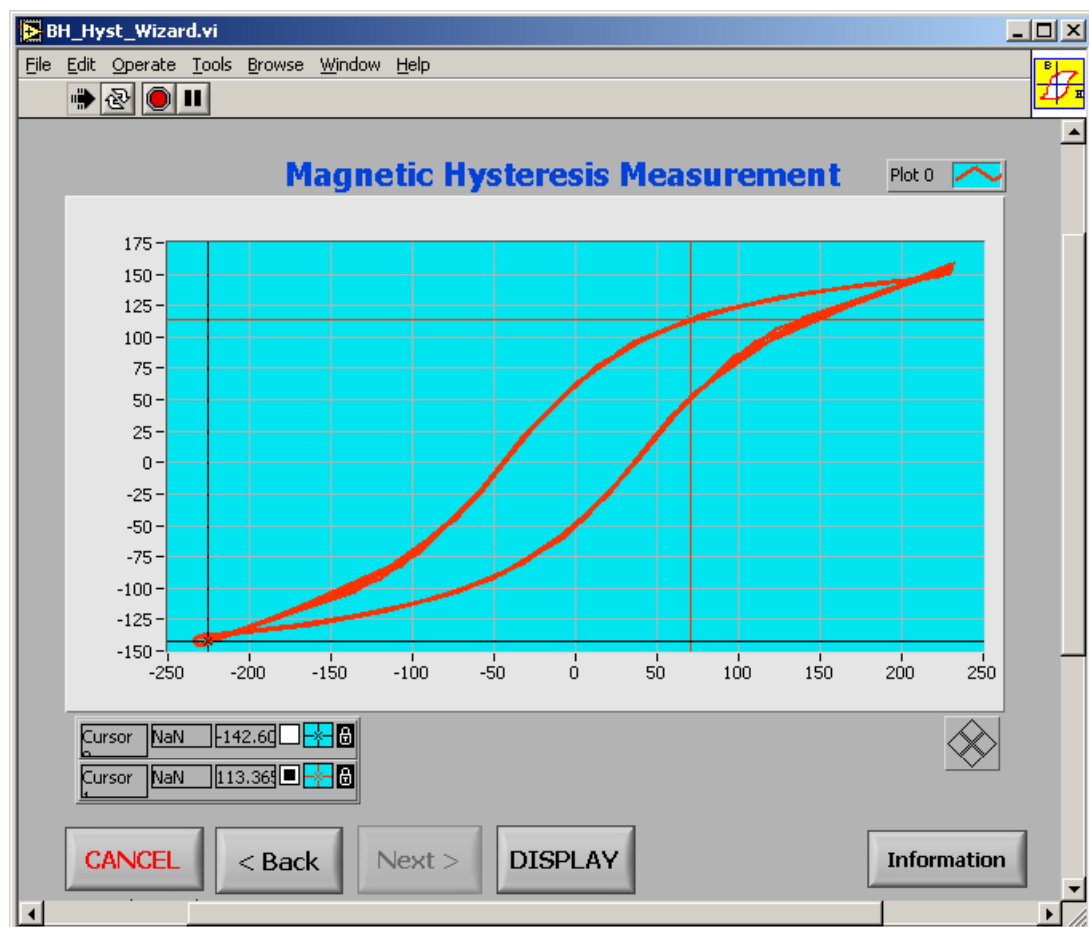 BH_Hyst_Wizard.vi
File Edit Operate Tools Browse Window Help
B
H
Magnetic Hysteresis Measurement
Plot 0
175
150
125
100
75
50
25
0
-25
-50
-75
-100
-125
-150
-250 -200 -150 -100 -50 0 50 100 150 200 250
Cursor NaN -142.60
Cursor NaN 113.365
CANCEL < Back Next > DISPLAY Information